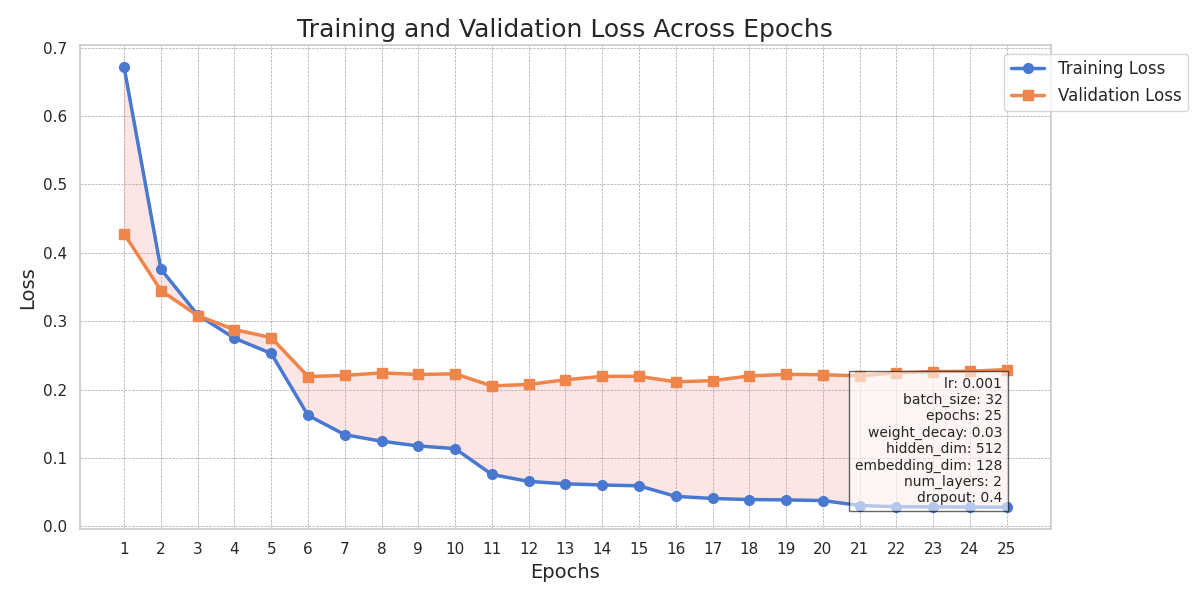 Training and Validation Loss Across Epochs
Training Loss
Validation Loss
Loss
0.7
0.6
0.5
0.4
0.3
0.2
0.1
0.0
lr: 0.001
batch_size: 32
epochs: 25
weight_decay: 0.03
hidden_dim: 512
embedding_dim: 128
num_layers: 2
dropout: 0.4
1 2 3 4 5 6 7 8 9 10 11 12 13 14 15 16 17 18 19 20 21 22 23 24 25
Epochs